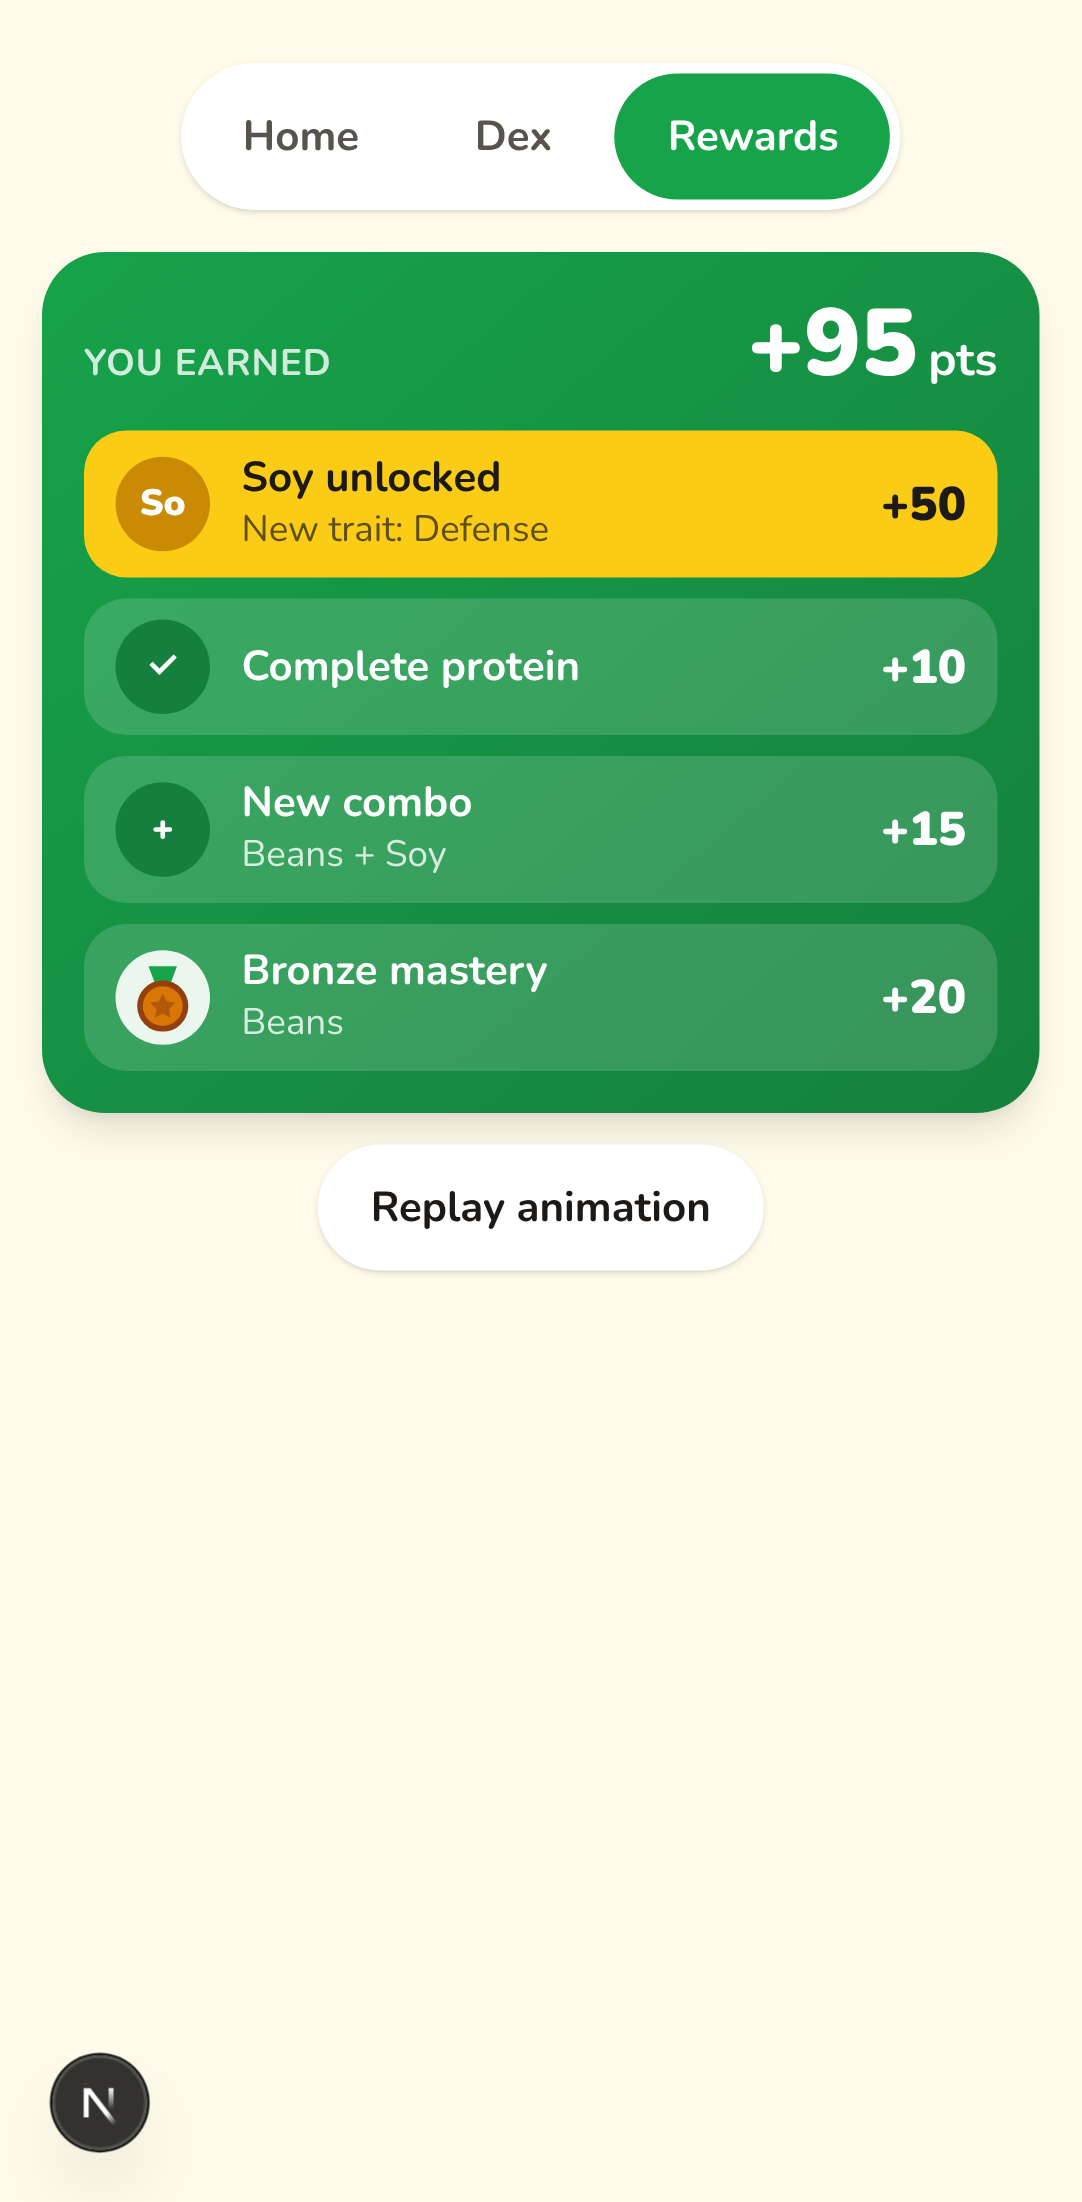 Home
Dex
Rewards
YOU EARNED
+95 pts
So
Soy unlocked
New trait: Defense
+50
Complete protein
+10
+
New combo
Beans + Soy
+15
Bronze mastery
Beans
+20
Replay animation
N